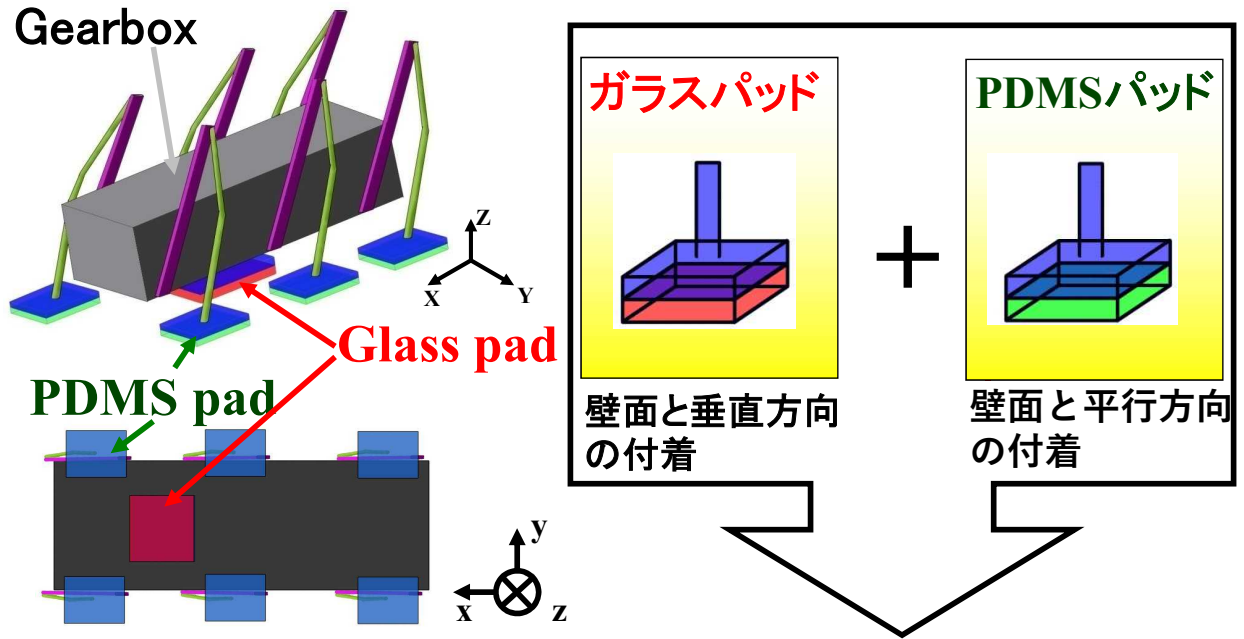 Gearbox
Z
X
Y
Glass pad
PDMS pad
y
x
z
ガラスパッド
壁面と垂直方向
の付着
+
PDMSパッド
壁面と平行方向
の付着